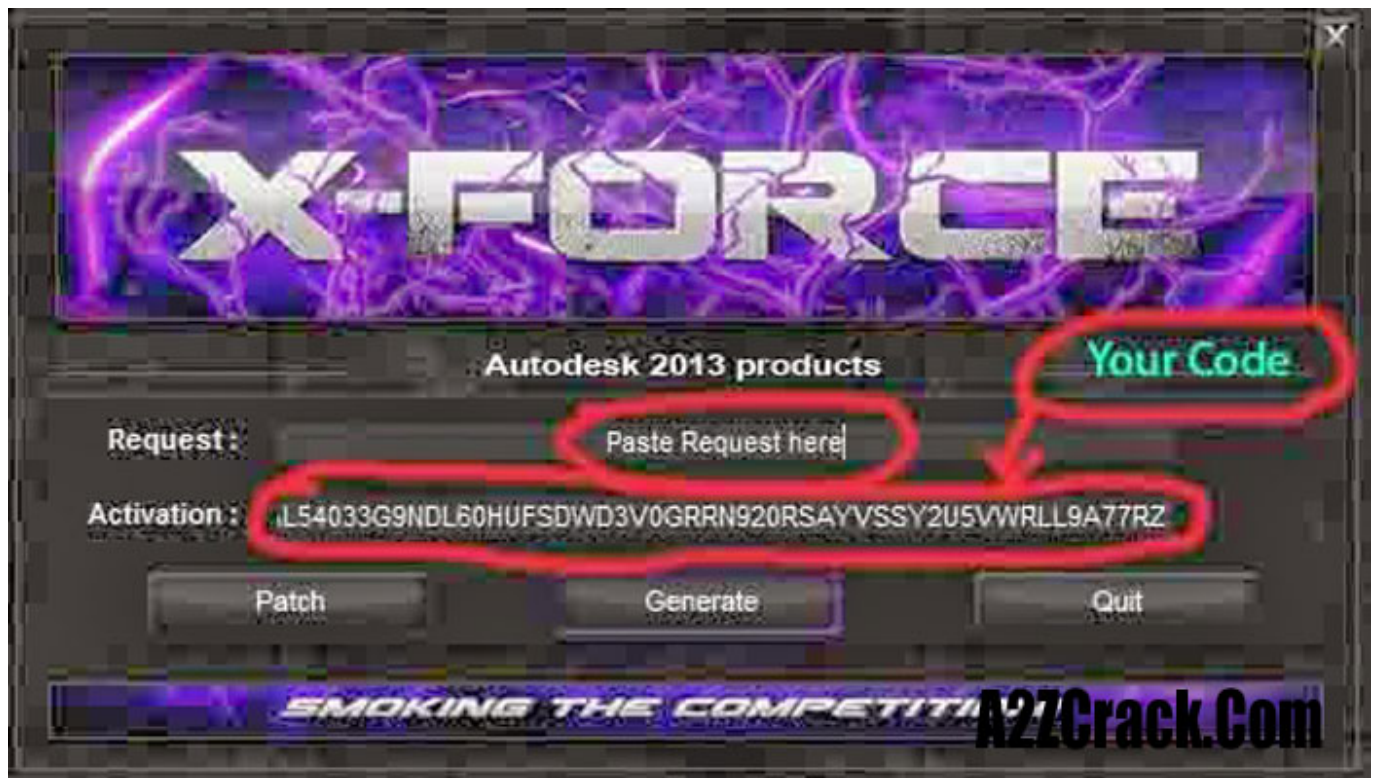 X
X-FORCE
Autodesk 2013 products
Your Code
Request :
Paste Request here
Activation :
L54033G9NDL60HUFSDWD3V0GRRN920RSAYVSSY2U5VWRLL9A77RZ
Patch
Generate
Quit
SMOKING THE
A2ZCrack.Com